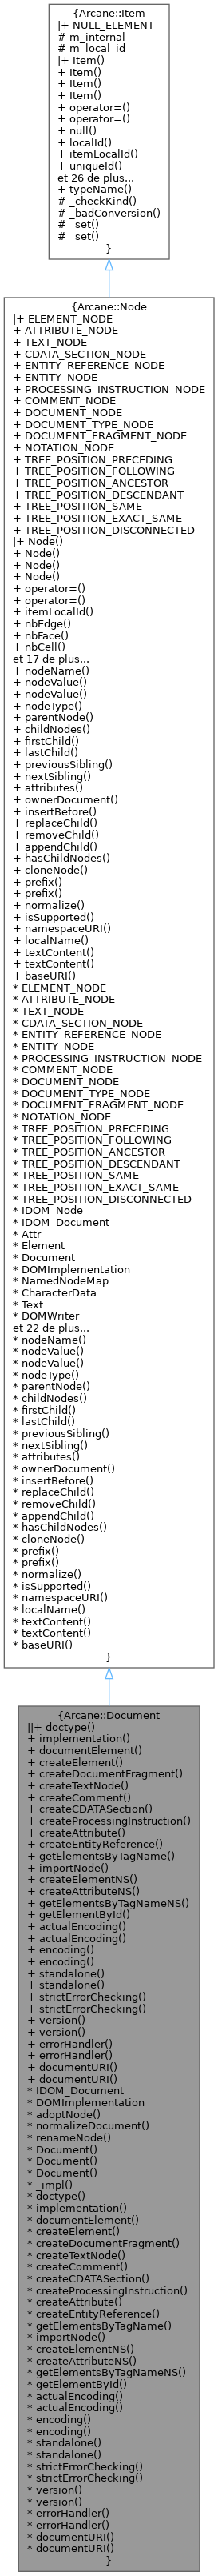 {Arcane::Item
|+ NULL_ELEMENT
# m_internal
# m_local_id
|+ Item()
+ Item()
+ Item()
+ Item()
+ operator=()
+ operator=()
+ null()
+ localId()
+ itemLocalId()
+ uniqueId()
et 26 de plus...
+ typeName()
# _checkKind()
# _badConversion()
# _set()
# _set()
}
{Arcane::Node
|+ ELEMENT_NODE
+ ATTRIBUTE_NODE
+ TEXT_NODE
+ CDATA_SECTION_NODE
+ ENTITY_REFERENCE_NODE
+ ENTITY_NODE
+ PROCESSING_INSTRUCTION_NODE
+ COMMENT_NODE
+ DOCUMENT_NODE
+ DOCUMENT_TYPE_NODE
+ DOCUMENT_FRAGMENT_NODE
+ NOTATION_NODE
+ TREE_POSITION_PRECEDING
+ TREE_POSITION_FOLLOWING
+ TREE_POSITION_ANCESTOR
+ TREE_POSITION_DESCENDANT
+ TREE_POSITION_SAME
+ TREE_POSITION_EXACT_SAME
+ TREE_POSITION_DISCONNECTED
|+ Node()
+ Node()
+ Node()
+ Node()
+ operator=()
+ operator=()
+ itemLocalId()
+ nbEdge()
+ nbFace()
+ nbCell()
et 17 de plus...
+ nodeName()
+ nodeValue()
+ nodeValue()
+ nodeType()
+ parentNode()
+ childNodes()
+ firstChild()
+ lastChild()
+ previousSibling()
+ nextSibling()
+ attributes()
+ ownerDocument()
+ insertBefore()
+ replaceChild()
+ removeChild()
+ appendChild()
+ hasChildNodes()
+ cloneNode()
+ prefix()
+ prefix()
+ normalize()
+ isSupported()
+ namespaceURI()
+ localName()
+ textContent()
+ textContent()
+ baseURI()
* ELEMENT_NODE
* ATTRIBUTE_NODE
* TEXT_NODE
* CDATA_SECTION_NODE
* ENTITY_REFERENCE_NODE
* ENTITY_NODE
* PROCESSING_INSTRUCTION_NODE
* COMMENT_NODE
* DOCUMENT_NODE
* DOCUMENT_TYPE_NODE
* DOCUMENT_FRAGMENT_NODE
* NOTATION_NODE
* TREE_POSITION_PRECEDING
* TREE_POSITION_FOLLOWING
* TREE_POSITION_ANCESTOR
* TREE_POSITION_DESCENDANT
* TREE_POSITION_SAME
* TREE_POSITION_EXACT_SAME
* TREE_POSITION_DISCONNECTED
* IDOM_Node
* IDOM_Document
* Attr
* Element
* Document
* DOMImplementation
* NamedNodeMap
* CharacterData
* Text
* DOMWriter
et 22 de plus...
* nodeName()
* nodeValue()
* nodeValue()
* nodeType()
* parentNode()
* childNodes()
* firstChild()
* lastChild()
* previousSibling()
* nextSibling()
* attributes()
* ownerDocument()
* insertBefore()
* replaceChild()
* removeChild()
* appendChild()
* hasChildNodes()
* cloneNode()
* prefix()
* prefix()
* normalize()
* isSupported()
* namespaceURI()
* localName()
* textContent()
* textContent()
* baseURI()
}
{Arcane::Document
||+ doctype()
+ implementation()
+ documentElement()
+ createElement()
+ createDocumentFragment()
+ createTextNode()
+ createComment()
+ createCDATASection()
+ createProcessingInstruction()
+ createAttribute()
+ createEntityReference()
+ getElementsByTagName()
+ importNode()
+ createElementNS()
+ createAttributeNS()
+ getElementsByTagNameNS()
+ getElementById()
+ actualEncoding()
+ actualEncoding()
+ encoding()
+ encoding()
+ standalone()
+ standalone()
+ strictErrorChecking()
+ strictErrorChecking()
+ version()
+ version()
+ errorHandler()
+ errorHandler()
+ documentURI()
+ documentURI()
* IDOM_Document
* DOMImplementation
* adoptNode()
* normalizeDocument()
* renameNode()
* Document()
* Document()
* Document()
* _impl()
* doctype()
* implementation()
* documentElement()
* createElement()
* createDocumentFragment()
* createTextNode()
* createComment()
* createCDATASection()
* createProcessingInstruction()
* createAttribute()
* createEntityReference()
* getElementsByTagName()
* importNode()
* createElementNS()
* createAttributeNS()
* getElementsByTagNameNS()
* getElementById()
* actualEncoding()
* actualEncoding()
* encoding()
* encoding()
* standalone()
* standalone()
* strictErrorChecking()
* strictErrorChecking()
* version()
* version()
* errorHandler()
* errorHandler()
* documentURI()
* documentURI()
}